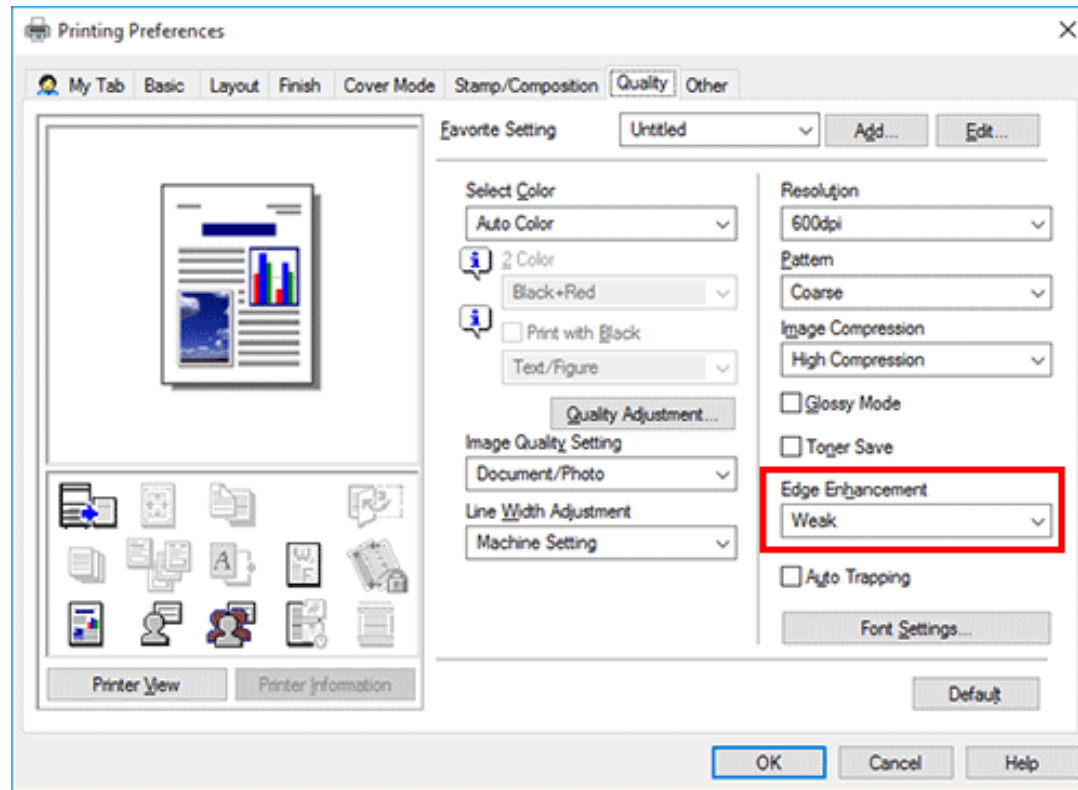 Printing Preferences
My Tab Basic Layout Finish Cover Mode Stamp/Composition Quality Other
Favorite Setting Untitled Add... Edit...
Select Color
Auto Color
2 Color
Black+Red
Print with Black
Text/Figure
Quality Adjustment...
Image Quality Setting
Document/Photo
Line Width Adjustment
Machine Setting
Resolution
600dpi
Pattern
Coarse
Image Compression
High Compression
Glossy Mode
Toner Save
Edge Enhancement
Weak
Auto Trapping
Font Settings...
A
W,
F
Printer View Printer Information
Default
OK Cancel Help